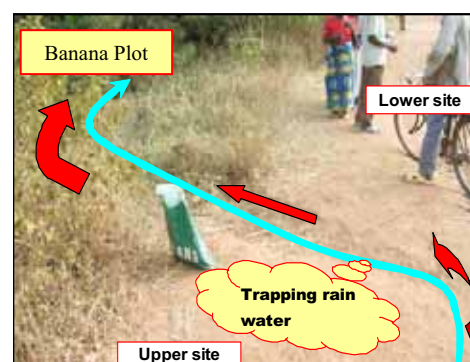 Banana Plot
Lower site
Trapping rain
water
Upper site